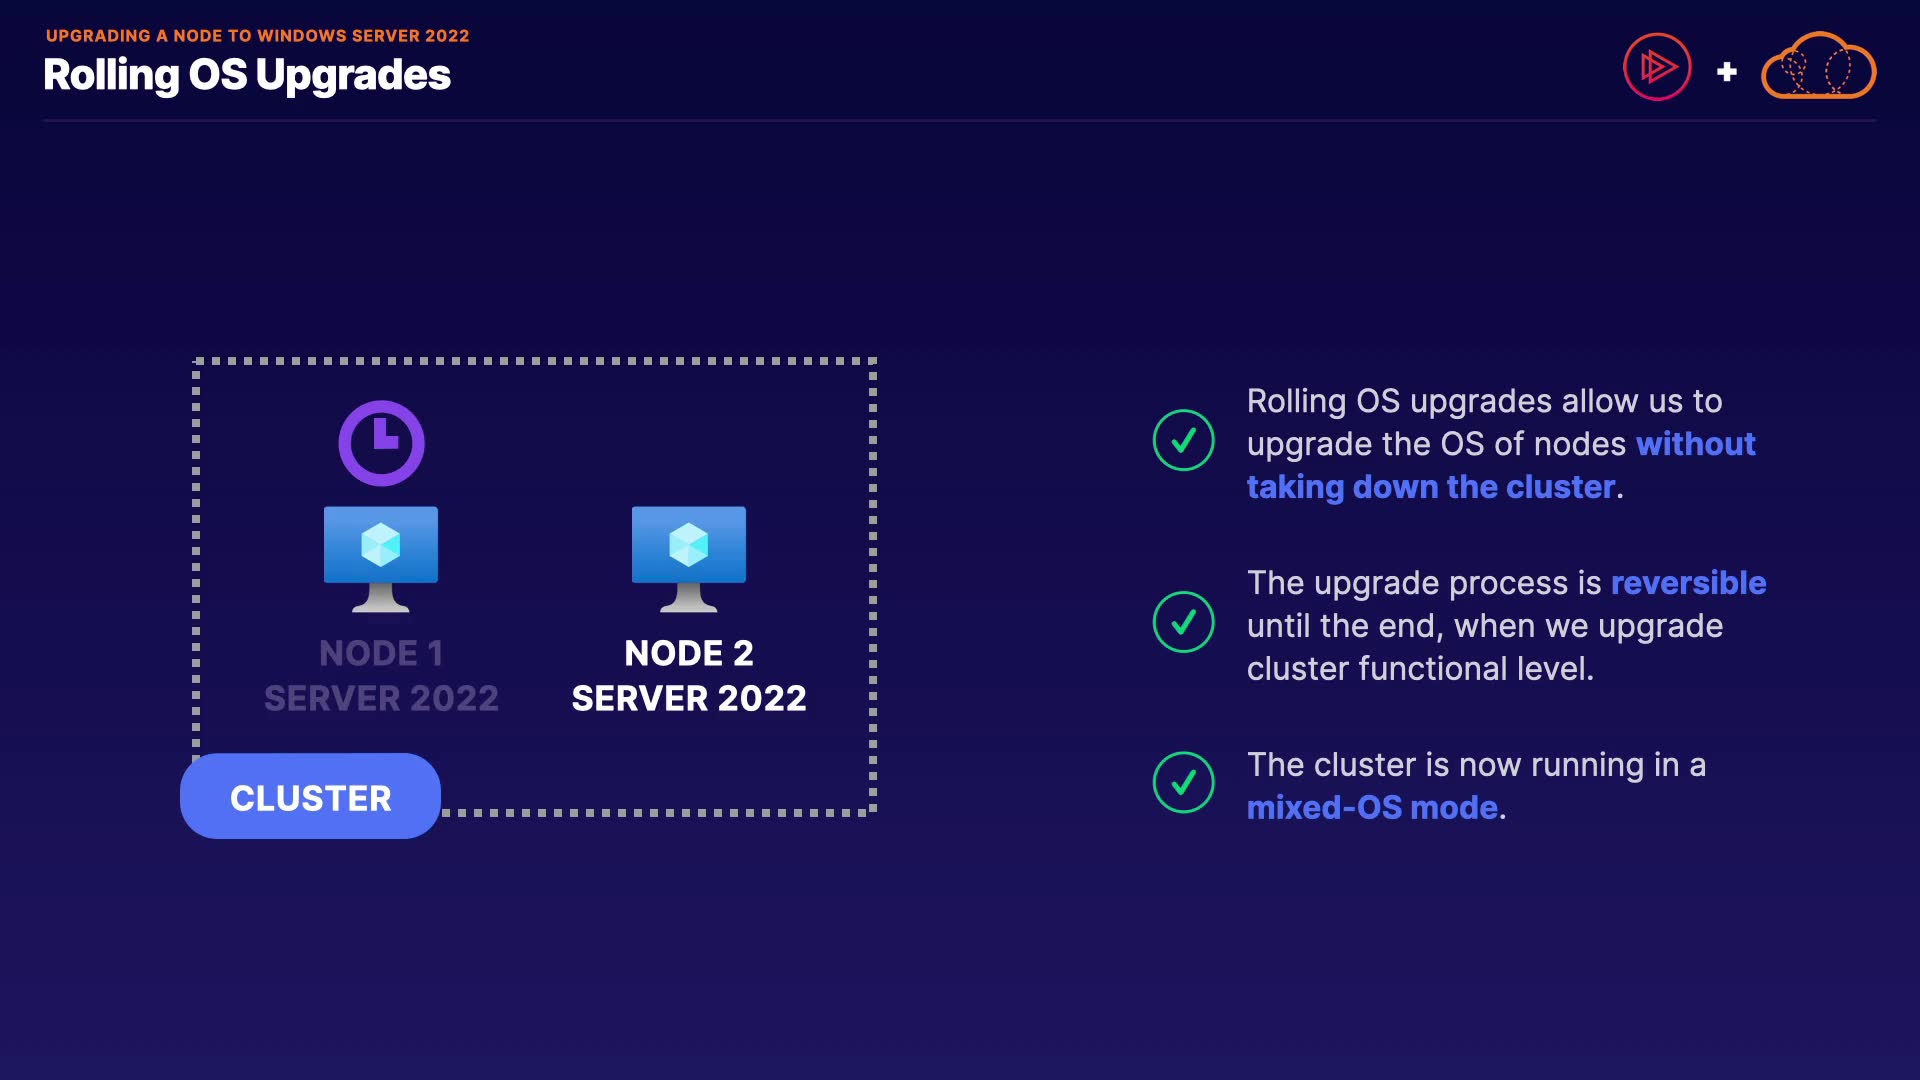 UPGRADING A NODE TO WINDOWS SERVER 2022
Rolling OS Upgrades
NODE 1
SERVER 2022
NODE 2
SERVER 2022
CLUSTER
Rolling OS upgrades allow us to
upgrade the OS of nodes without
taking down the cluster.
The upgrade process is reversible
until the end, when we upgrade
cluster functional level.
The cluster is now running in a
mixed-OS mode.